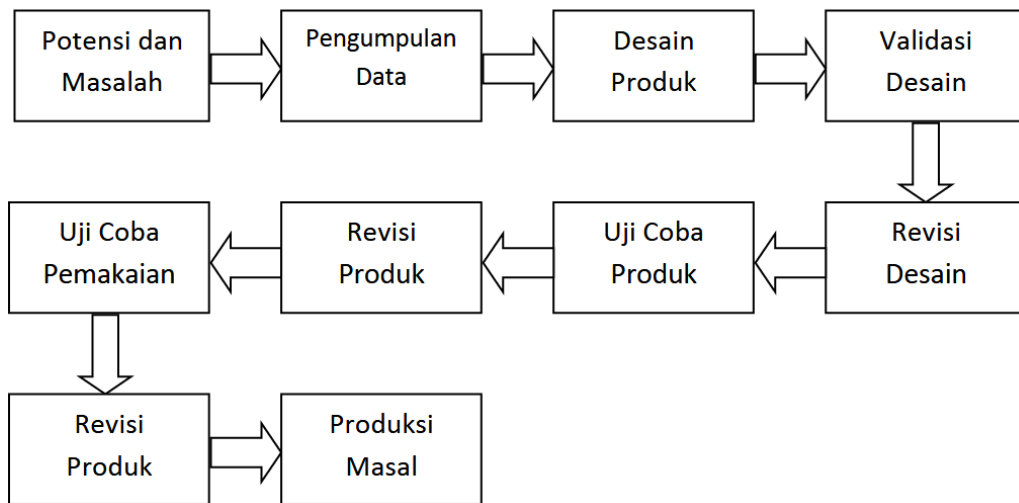 Potensi dan
Masalah
Pengumpulan
Data
Desain
Produk
Validasi
Desain
Revisi
Desain
Uji Coba
Produk
Revisi
Produk
Uji Coba
Pemakaian
Revisi
Produk
Produksi
Masal